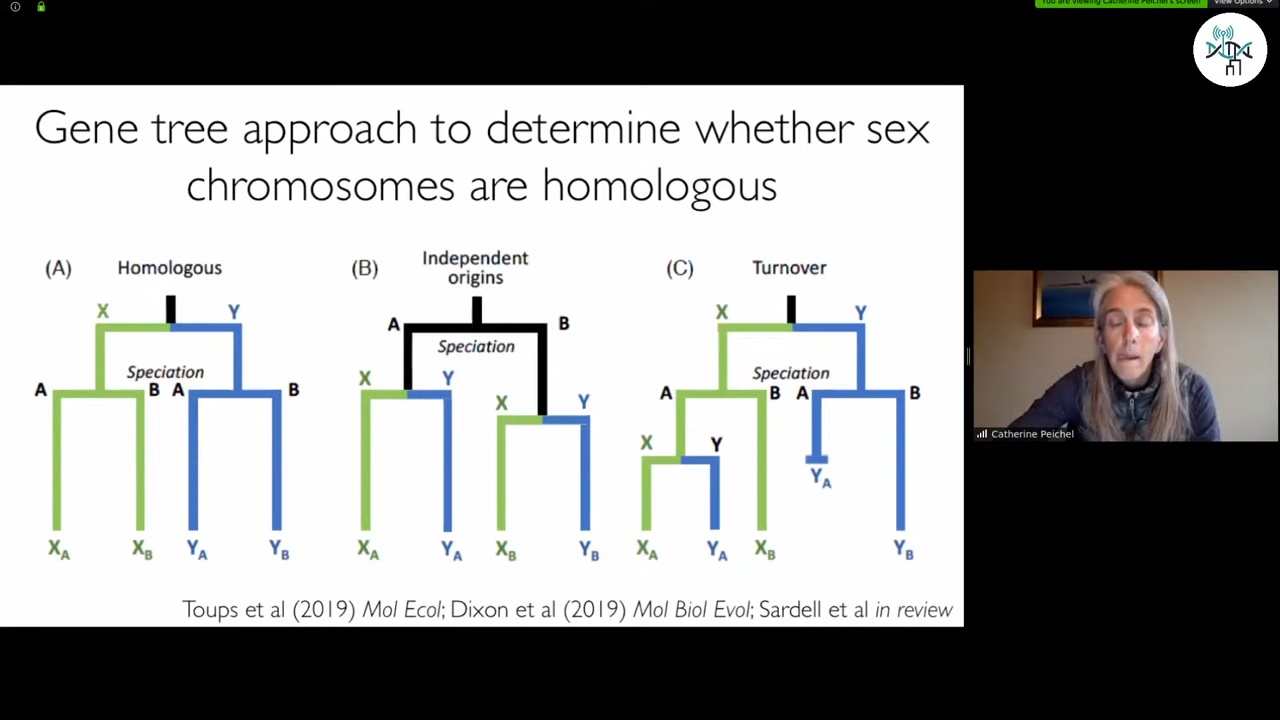 You are viewing Catherine Peichel's screen
View Options
Gene tree approach to determine whether sex
chromosomes are homologous
(A) Homologous
(B) Independent
origins
(C) Turnover
X Y
A B
Speciation
A B A B
X Y
X Y
X Y
Speciation
A B A B
X Y
Y_A
X_A X_B Y_A Y_B
X_A Y_A X_B Y_B
X_A Y_A X_B Y_B
Speciation
Toups et al (2019) Mol Ecol; Dixon et al (2019) Mol Biol Evol; Sardell et al in review
Catherine Peichel